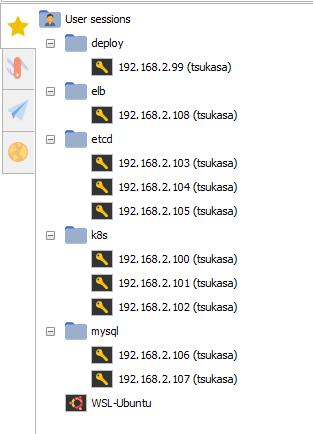 User sessions
deploy
192.168.2.99 (tsukasa)
elb
192.168.2.108 (tsukasa)
etcd
192.168.2.103 (tsukasa)
192.168.2.104 (tsukasa)
192.168.2.105 (tsukasa)
k8s
192.168.2.100 (tsukasa)
192.168.2.101 (tsukasa)
192.168.2.102 (tsukasa)
mysql
192.168.2.106 (tsukasa)
192.168.2.107 (tsukasa)
WSL-Ubuntu